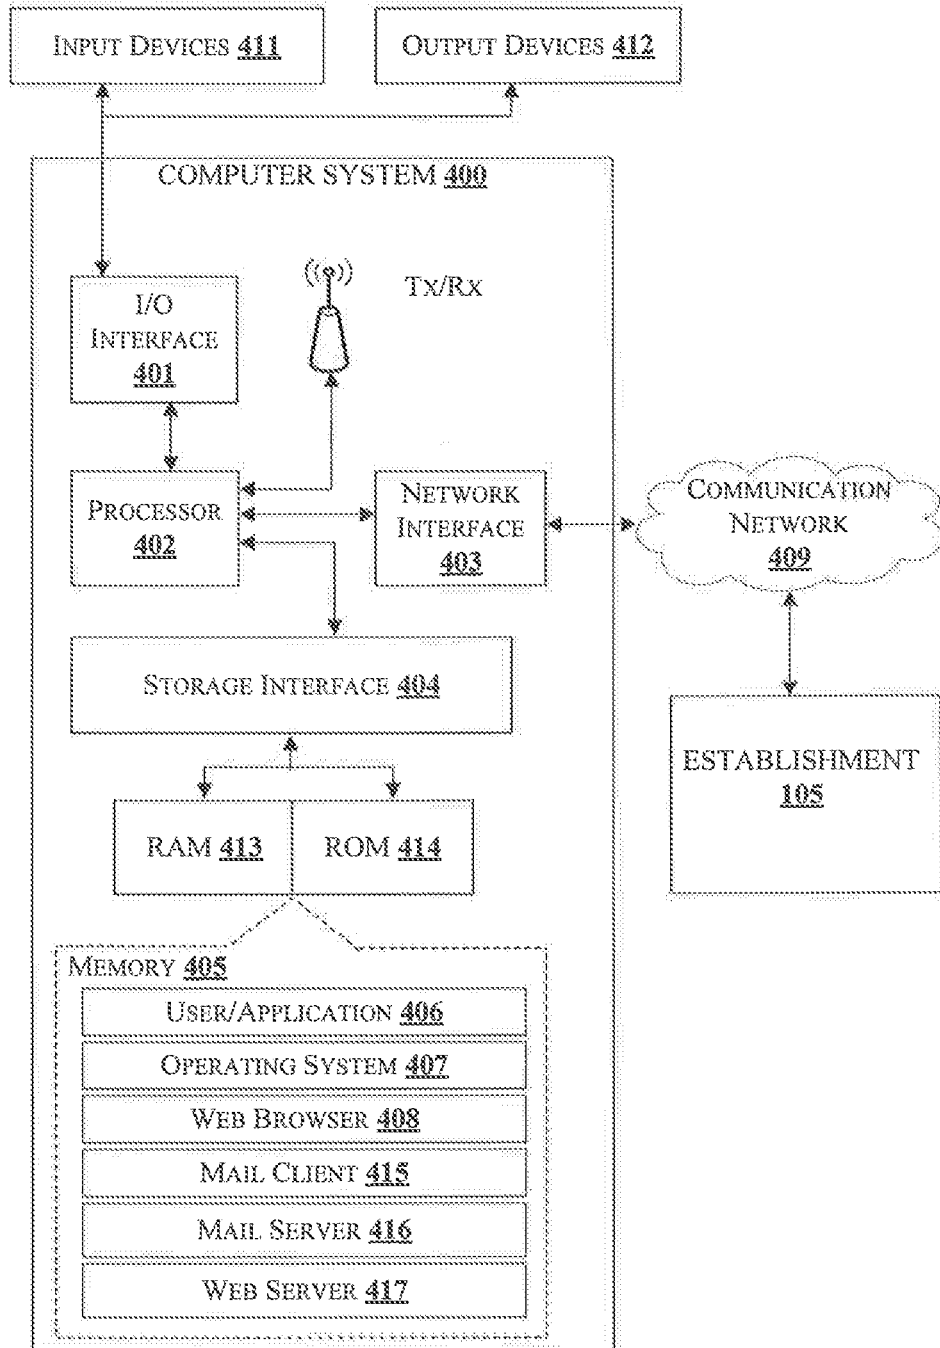 INPUT DEVICES 411
OUTPUT DEVICES 412
COMPUTER SYSTEM 400
I/O
INTERFACE
401
TX/RX
PROCESSOR
402
NETWORK
INTERFACE
403
COMMUNICATION
NETWORK
409
STORAGE INTERFACE 404
ESTABLISHMENT
105
RAM 413
ROM 414
MEMORY 405
USER/APPLICATION 406
OPERATING SYSTEM 407
WEB BROWSER 408
MAIL CLIENT 415
MAIL SERVER 416
WEB SERVER 417